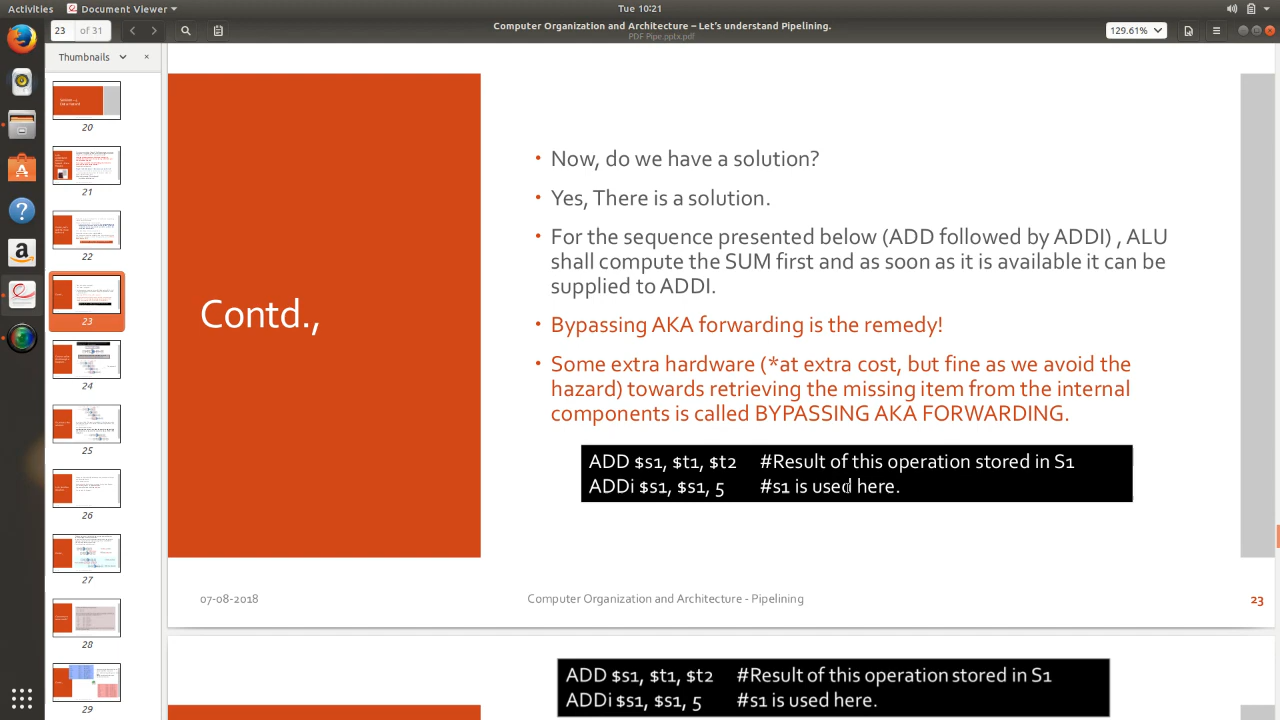 Activities
Document Viewer
Tue 10:21
23
of 31
Computer Organization and Architecture – Let's understand Pipelining.
PDF Pipe.pptx.pdf
129.61%
Thumbnails
×
20
21
22
23
24
25
26
27
28
29
Contd.,
• Now, do we have a solution?
• Yes, There is a solution.
• For the sequence presented below (ADD followed by ADDI) , ALU
shall compute the SUM first and as soon as it is available it can be
supplied to ADDI.
• Bypassing AKA forwarding is the remedy!
• Some extra hardware (*at extra cost, but fine as we avoid the
hazard) towards retrieving the missing item from the internal
components is called BYPASSING AKA FORWARDING.
ADD $s1, $t1, $t2 #Result of this operation stored in S1
ADDi $s1, $s1, 5 #s1 is used here.
07-08-2018
Computer Organization and Architecture - Pipelining
23
ADD $s1, $t1, $t2 #Result of this operation stored in S1
ADDi $s1, $s1, 5 #s1 is used here.